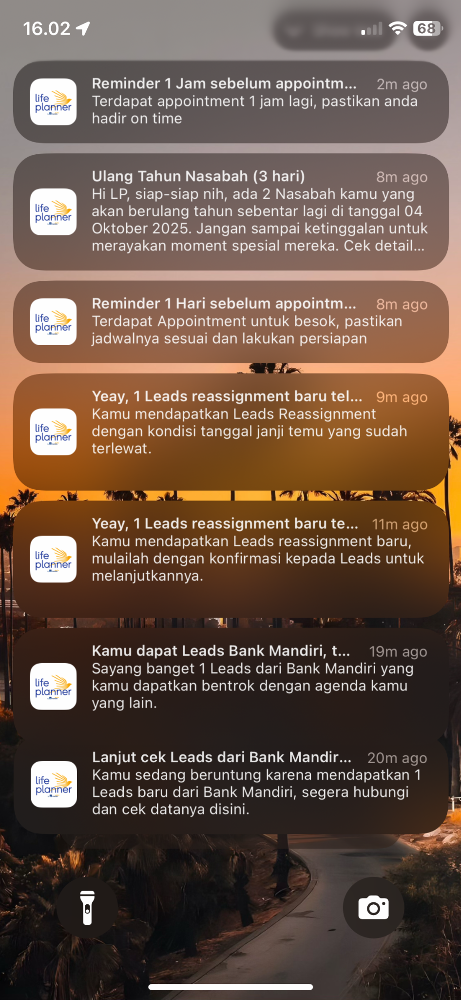 16.02
68
Reminder 1 Jam sebelum appointm... 2m ago
Terdapat appointment 1 jam lagi, pastikan anda
hadir on time
life
planner
Ulang Tahun Nasabah (3 hari) 8m ago
Hi LP, siap-siap nih, ada 2 Nasabah kamu yang
akan berulang tahun sebentar lagi di tanggal 04
Oktober 2025. Jangan sampai ketinggalan untuk
merayakan moment spesial mereka. Cek detail...
life
planner
Reminder 1 Hari sebelum appointm... 8m ago
Terdapat Appointment untuk besok, pastikan
jadwalnya sesuai dan lakukan persiapan
life
planner
Yeay, 1 Leads reassignment baru tel... 9m ago
Kamu mendapatkan Leads Reassignment
dengan kondisi tanggal janji temu yang sudah
terlewat.
life
planner
Yeay, 1 Leads reassignment baru te... 11m ago
Kamu mendapatkan Leads reassignment baru,
mulailah dengan konfirmasi kepada Leads untuk
melanjutkannya.
life
planner
Kamu dapat Leads Bank Mandiri, t... 19m ago
Sayang banget 1 Leads dari Bank Mandiri yang
kamu dapatkan bentrok dengan agenda kamu
yang lain.
life
planner
Lanjut cek Leads dari Bank Mandir... 20m ago
Kamu sedang beruntung karena mendapatkan 1
Leads baru dari Bank Mandiri, segera hubungi
dan cek datanya disini.
life
planner